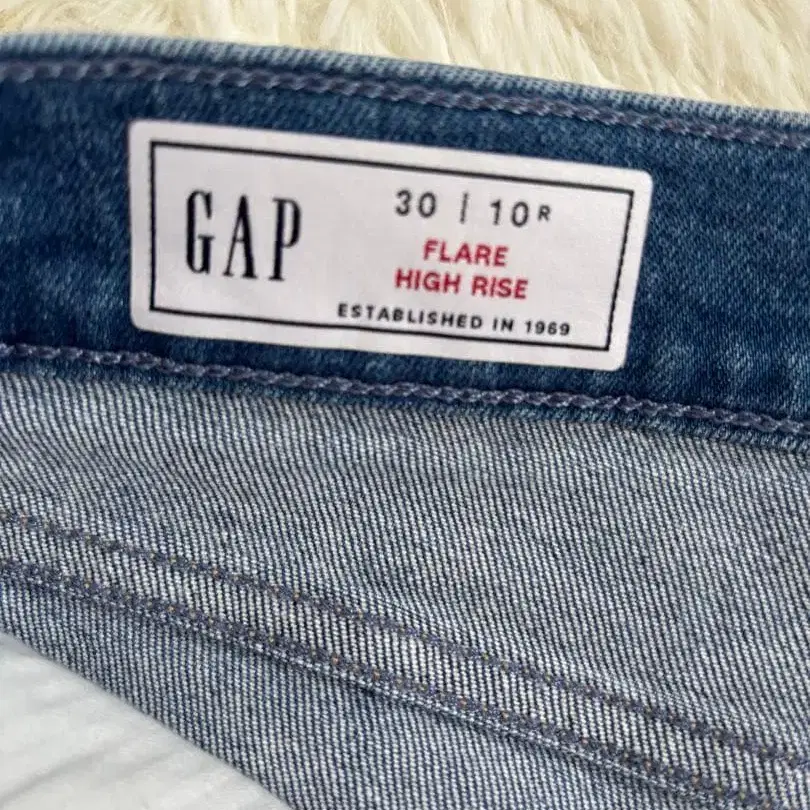 GAP
30 | 10R
FLARE
HIGH RISE
ESTABLISHED IN 1969